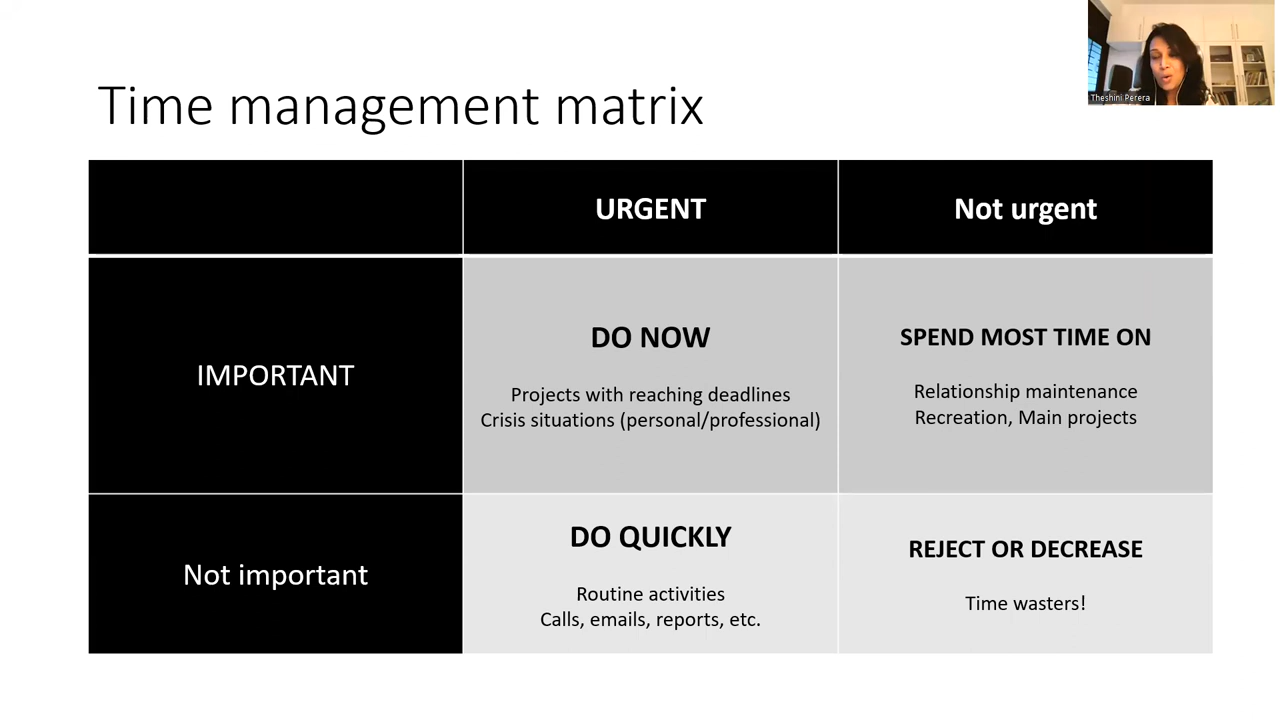 Theshini Perera
Time management matrix
URGENT
Not urgent
IMPORTANT
DO NOW
Projects with reaching deadlines
Crisis situations (personal/professional)
SPEND MOST TIME ON
Relationship maintenance
Recreation, Main projects
Not important
DO QUICKLY
Routine activities
Calls, emails, reports, etc.
REJECT OR DECREASE
Time wasters!